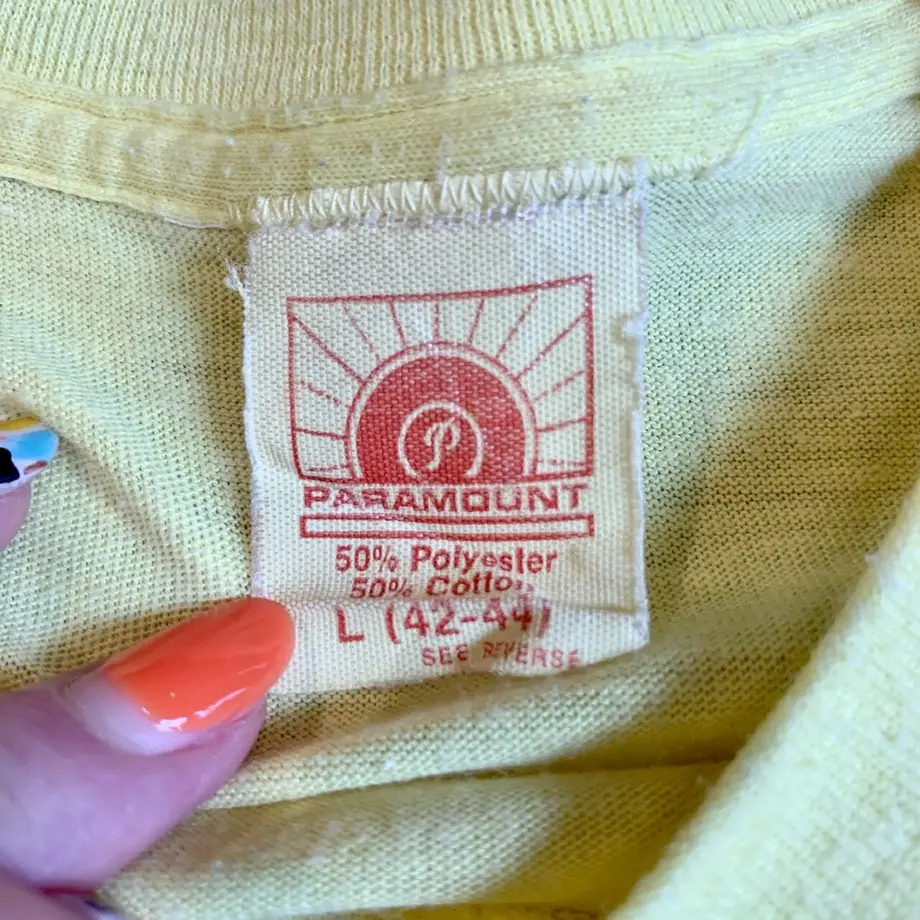 P
PARAMOUNT
50% Polyester
50% Cotton
L (42-44)
SEE REVERSE